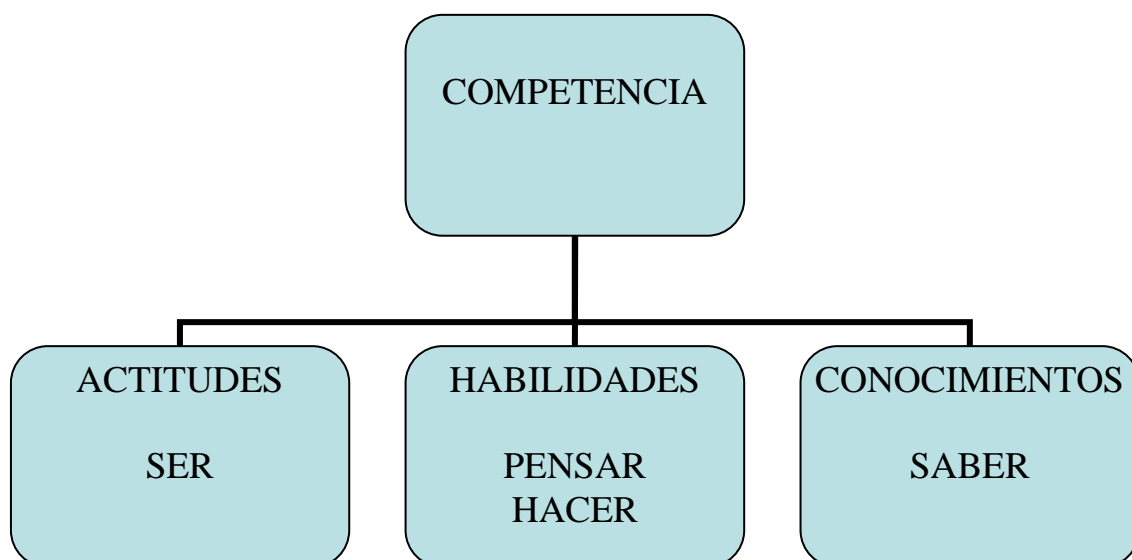 COMPETENCIA
ACTITUDES
SER
HABILIDADES
PENSAR
HACER
CONOCIMIENTOS
SABER